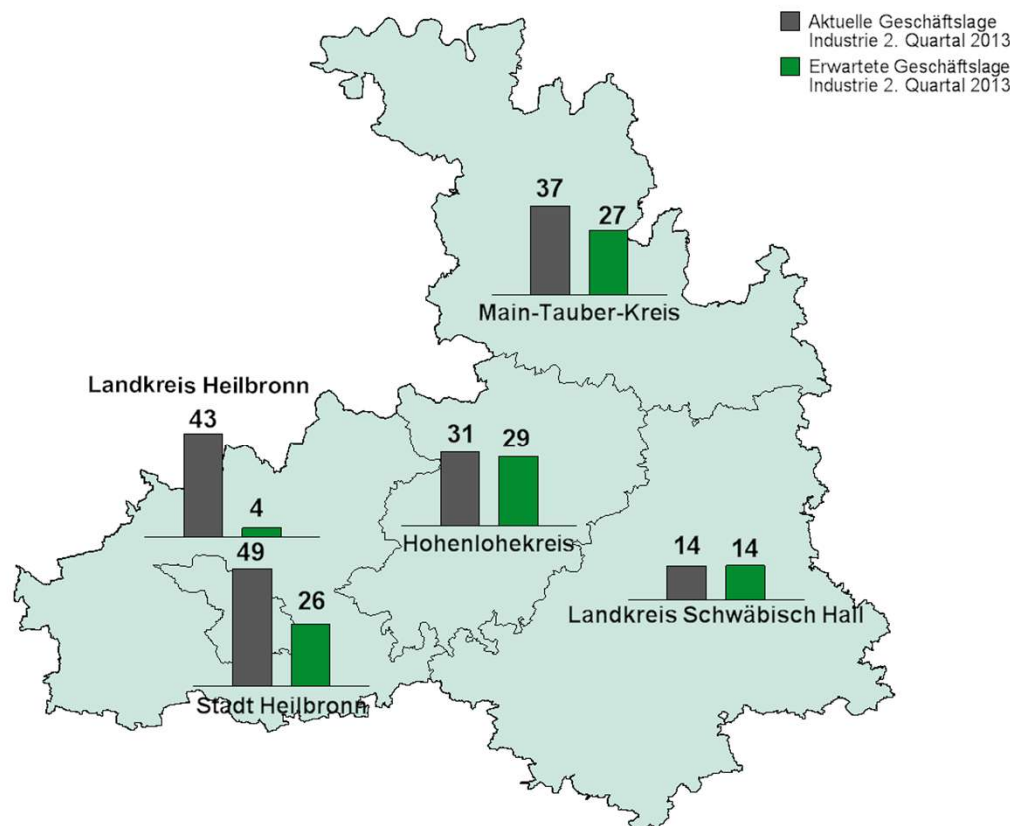 Aktuelle Geschäftslage
Industrie 2. Quartal 2013
Erwartete Geschäftslage
Industrie 2. Quartal 2013
37
27
Main-Tauber-Kreis
Landkreis Heilbronn
43
4
31
29
Hohenlohekreis
49
26
Stadt Heilbronn
14
14
Landkreis Schwäbisch Hall